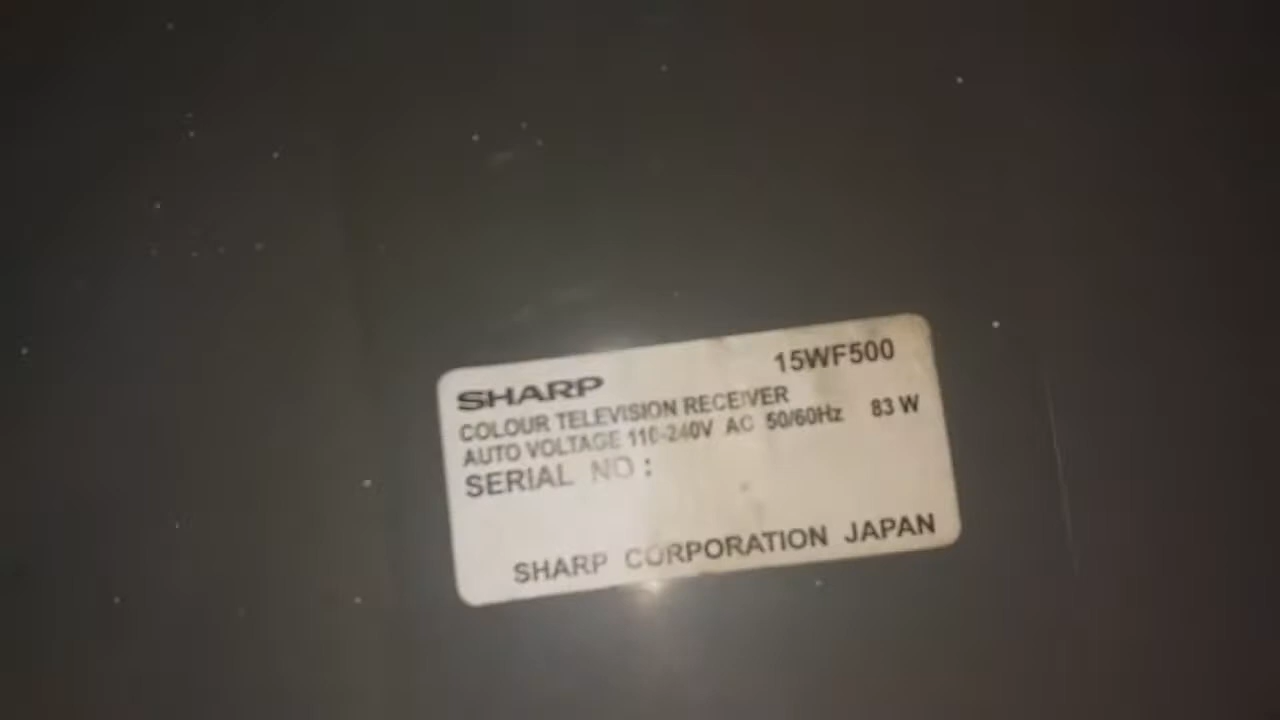 SHARP 15WF500
COLOUR TELEVISION RECEIVER
AUTO VOLTAGE 110-240V AC 50/60Hz 83 W
SERIAL NO :
SHARP CORPORATION JAPAN